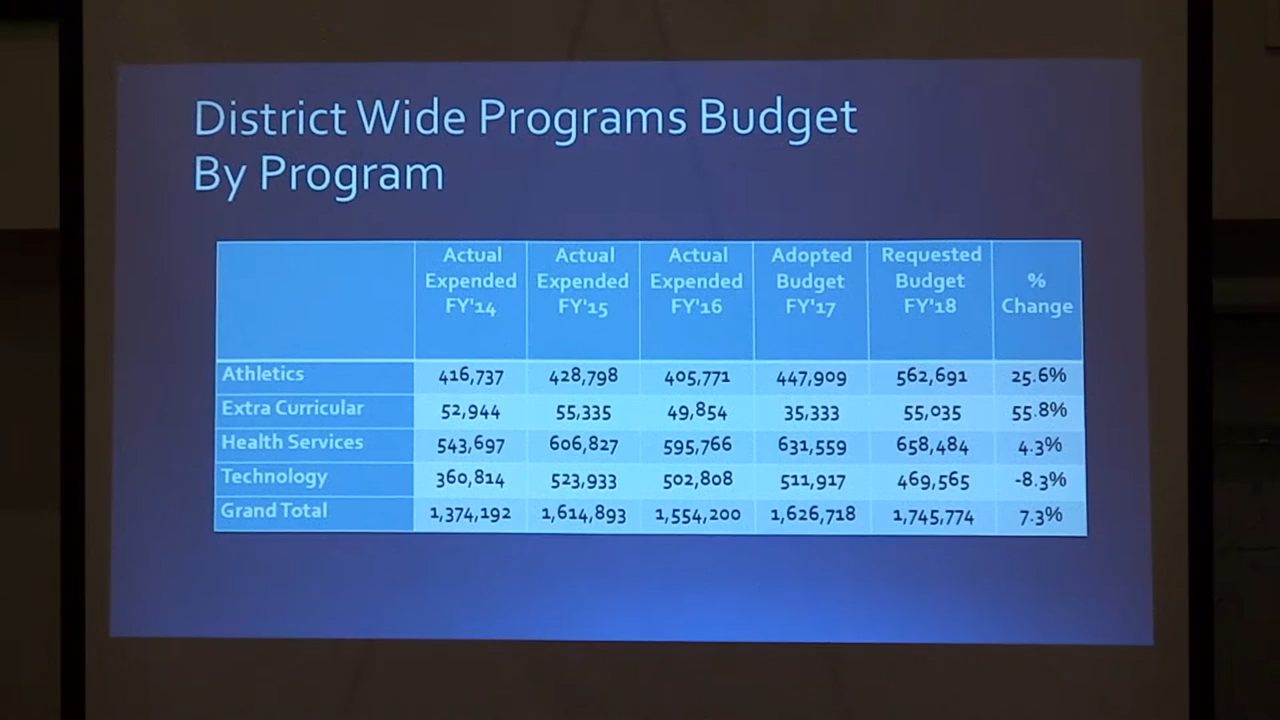 District Wide Programs Budget
By Program
Actual Expended FY'14 Actual Expended FY'15 Actual Expended FY'16 Adopted Budget FY'17 Requested Budget FY'18 % Change
Athletics 416,737 428,798 405,771 447,909 562,691 25.6%
Extra Curricular 52,944 55,335 49,854 35,333 55,035 55.8%
Health Services 543,697 606,827 595,766 631,559 658,484 4.3%
Technology 360,814 523,933 502,808 511,917 469,565 -8.3%
Grand Total 1,374,192 1,614,893 1,554,200 1,626,718 1,745,774 7.3%